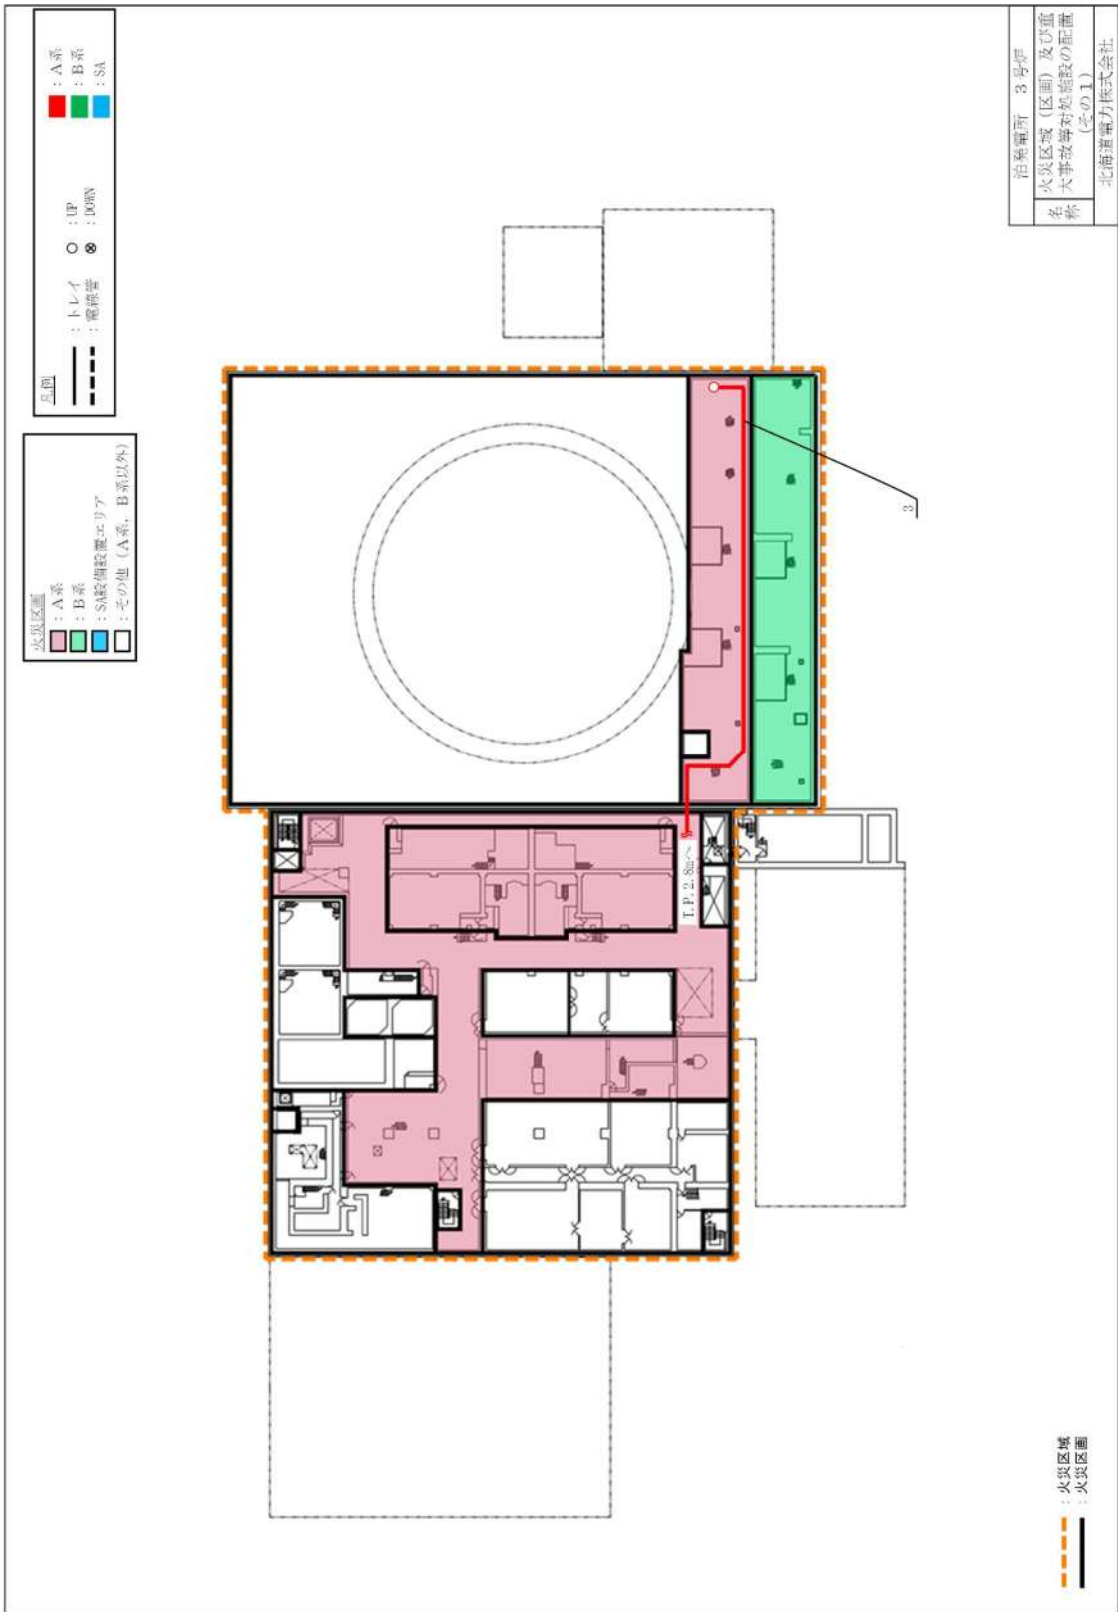 火災区画
：A系
：B系
：SA設備設置エリア
：その他（A系，B系以外）
凡例
：トレイ ○ ：UP ：A系
：電線管 ⊗ ：DOWN ：B系
：SA
T.P. 2.8mへ
3
：火災区域
：火災区画
泊発電所 3号炉
名称
火災区域（区画）及び重
大事故等対処施設の配置
（その1）
北海道電力株式会社